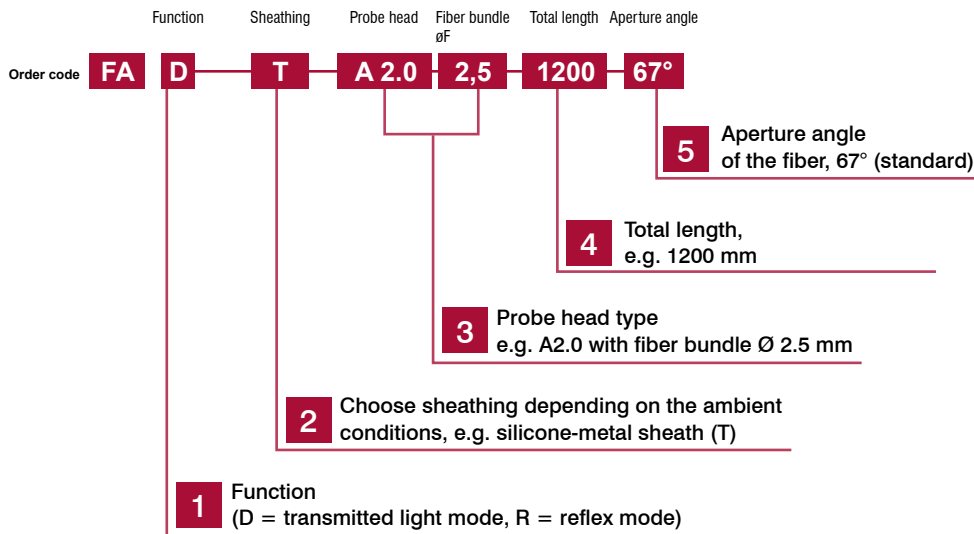 Function Sheathing Probe head Fiber bundle Total length Aperture angle
øF
Order code FA D T A 2.0 2,5 1200 67°
5 Aperture angle
of the fiber, 67° (standard)
4 Total length,
e.g. 1200 mm
3 Probe head type
e.g. A2.0 with fiber bundle Ø 2.5 mm
2 Choose sheathing depending on the ambient
conditions, e.g. silicone-metal sheath (T)
1 Function
(D = transmitted light mode, R = reflex mode)